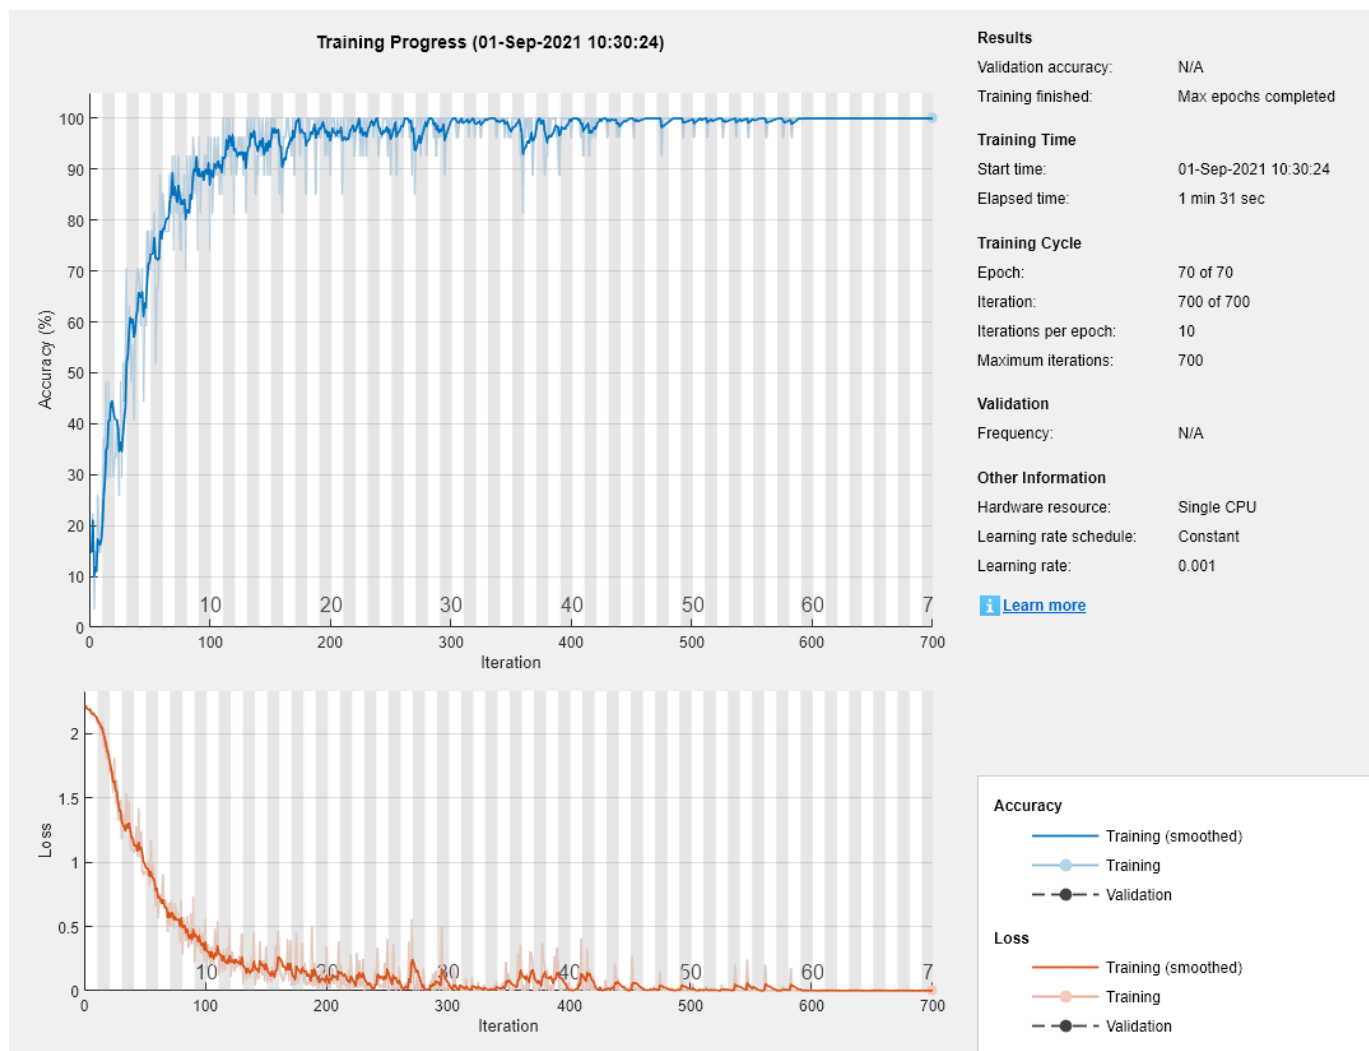 Training Progress (01-Sep-2021 10:30:24)
100
90
80
70
60
50
40
30
20
10
0
Accuracy (%)
10 20 30 40 50 60 7
0 100 200 300 400 500 600 700
Iteration
2
1.5
1
0.5
0
Loss
10 20 30 40 50 60 7
0 100 200 300 400 500 600 700
Iteration
Results
Validation accuracy: N/A
Training finished: Max epochs completed
Training Time
Start time: 01-Sep-2021 10:30:24
Elapsed time: 1 min 31 sec
Training Cycle
Epoch: 70 of 70
Iteration: 700 of 700
Iterations per epoch: 10
Maximum iterations: 700
Validation
Frequency: N/A
Other Information
Hardware resource: Single CPU
Learning rate schedule: Constant
Learning rate: 0.001
i Learn more
Accuracy
Training (smoothed)
Training
Validation
Loss
Training (smoothed)
Training
Validation